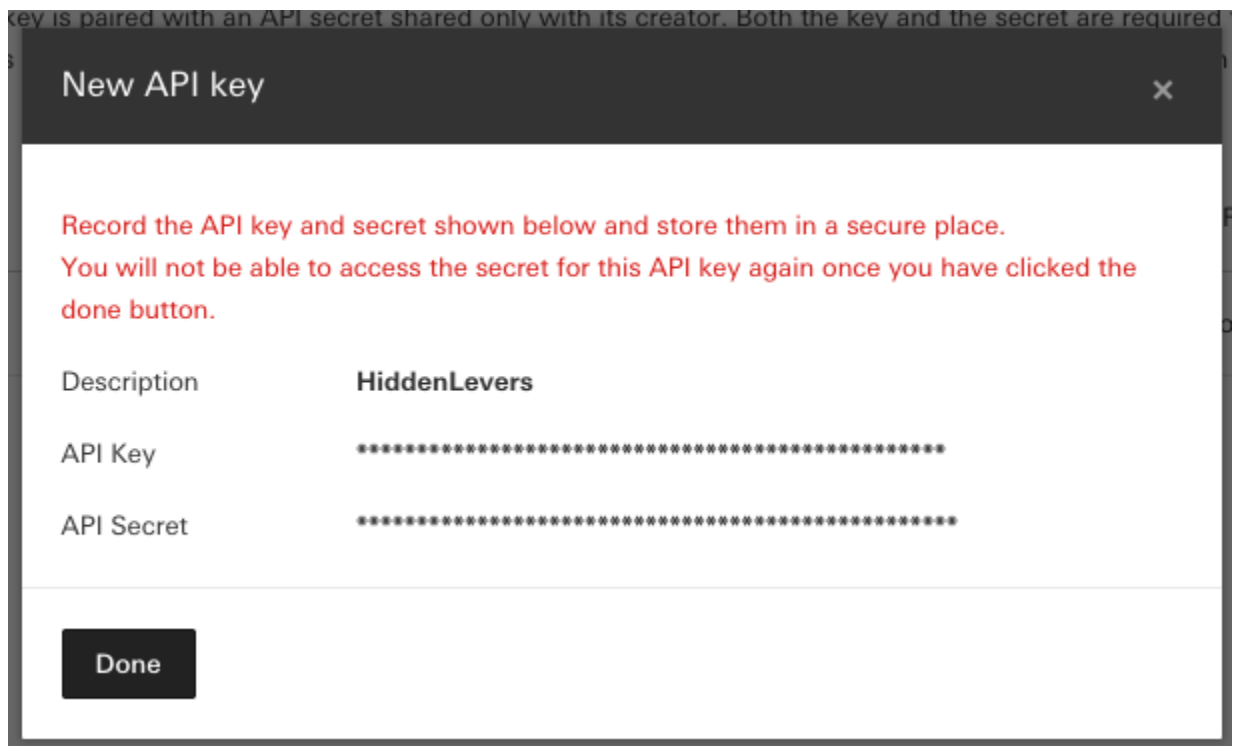 key is paired with an API secret shared only with its creator. Both the key and the secret are required
New API key
×
Record the API key and secret shown below and store them in a secure place.
You will not be able to access the secret for this API key again once you have clicked the
done button.
Description HiddenLevers
API Key *************************************************
API Secret **************************************************
Done